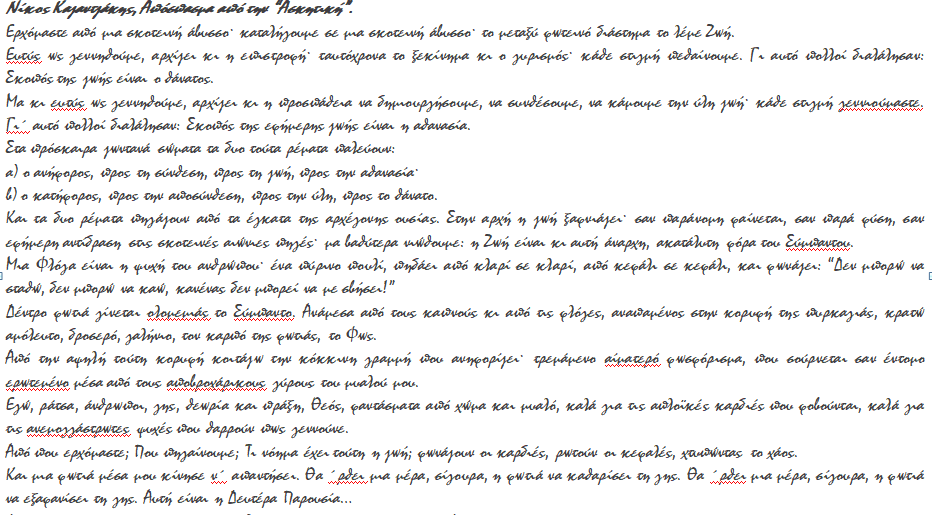 Νίκος Καζαντζάκης, Απόσπασμα από την "Ασκητική".
Ερχόμαστε από μια σκοτεινή άβυσσο· καταλήγουμε σε μια σκοτεινή άβυσσο· το μεταξύ φωτεινό διάστημα το λέμε Ζωή.
Ευτύς ως γεννηθούμε, αρχίζει κι η επιστροφή· ταυτόχρονα το ξεκίνημα κι ο γυρισμός· κάθε στιγμή πεθαίνουμε. Γι αυτό πολλοί διαλάλησαν:
Σκοπός της ζωής είναι ο θάνατος.
Μα κι ευτύς ως γεννηθούμε, αρχίζει κι η προσπάθεια να δημιουργήσουμε, να συνθέσουμε, να κάμουμε την ύλη ζωή· κάθε στιγμή γεννιούμαστε.
Γι΄ αυτό πολλοί διαλάλησαν: Σκοπός της εφήμερης ζωής είναι η αθανασία.
Στα πρόσκαιρα ζωντανά σώματα τα δυο τούτα ρέματα παλεύουν:
α) ο ανήφορος, προς τη σύνθεση, προς τη ζωή, προς την αθανασία·
β) ο κατήφορος, προς την αποσύνθεση, προς την ύλη, προς το θάνατο.
Και τα δυο ρέματα πηγάζουν από τα έγκατα της αρχέγονης ουσίας. Στην αρχή η ζωή ξαφνιάζει· σαν παράνομη φαίνεται, σαν παρά φύση, σαν
εφήμερη αντίδραση στις σκοτεινές αιώνιες πηγές· μα βαθύτερα νιώθουμε: η Ζωή είναι κι αυτή άναρχη, ακατάλυτη φόρα του Σύμπαντου.
Μια Φλόγα είναι η ψυχή του ανθρώπου· ένα πύρινο πουλί, πηδάει από κλαρί σε κλαρί, από κεφάλι σε κεφάλι, και φωνάζει: "Δεν μπορώ να
σταθώ, δεν μπορώ να καώ, κανένας δεν μπορεί να με σβήσει!"
Δέντρο φωτιά γίνεται ολομεμιάς το Σύμπαντο. Ανάμεσα από τους καπνούς κι από τις φλόγες, αναπαμένος στην κορυφή της πυρκαγιάς, κρατώ
αμόλευτο, δροσερό, γαλήνιο, τον καρπό της φωτιάς, το Φως.
Από την αψηλή τούτη κορυφή κοιτάζω την κόκκινη γραμμή που ανηφορίζει· τρεμάμενο αίματερό φωσφόρισμα, που σούρνεται σαν έντομο
ερωτεμένο μέσα από τους αποβροχάρικους γύρους του μυαλού μου.
Εγώ, ράτσα, άνθρωποι, γης, θεωρία και πράξη, Θεός, φαντάσματα από χώμα και μυαλό, καλά για τις απλοϊκές καρδιές που φοβούνται, καλά για
τις ανεμογγάστρωτες ψυχές που θαρρούν πως γεννούνε.
Από που ερχόμαστε; Που πηγαίνουμε; Τι νόημα έχει τούτη η ζωή; φωνάζουν οι καρδιές, ρωτούν οι κεφαλές, χτυπώντας το χάος.
Και μια φωτιά μέσα μου κίνησε ν΄ απαντήσει. Θα ΄ρθει μια μέρα, σίγουρα, η φωτιά να καθαρίσει τη γης. Θα ΄ρθει μια μέρα, σίγουρα, η φωτιά
να εξαφανίσει τη γης. Αυτή είναι η Δευτέρα Παρουσία...